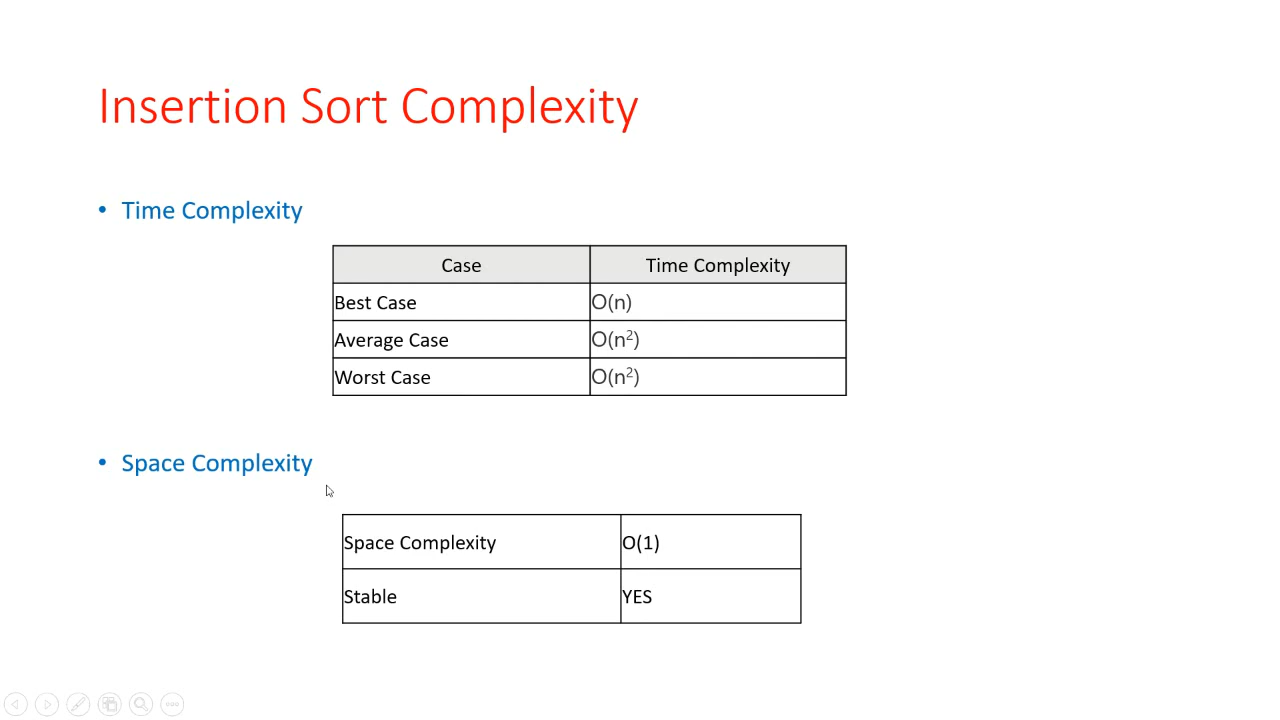 Insertion Sort Complexity
• Time Complexity
Case Time Complexity
Best Case O(n)
Average Case O(n²)
Worst Case O(n²)
• Space Complexity
Space Complexity O(1)
Stable YES